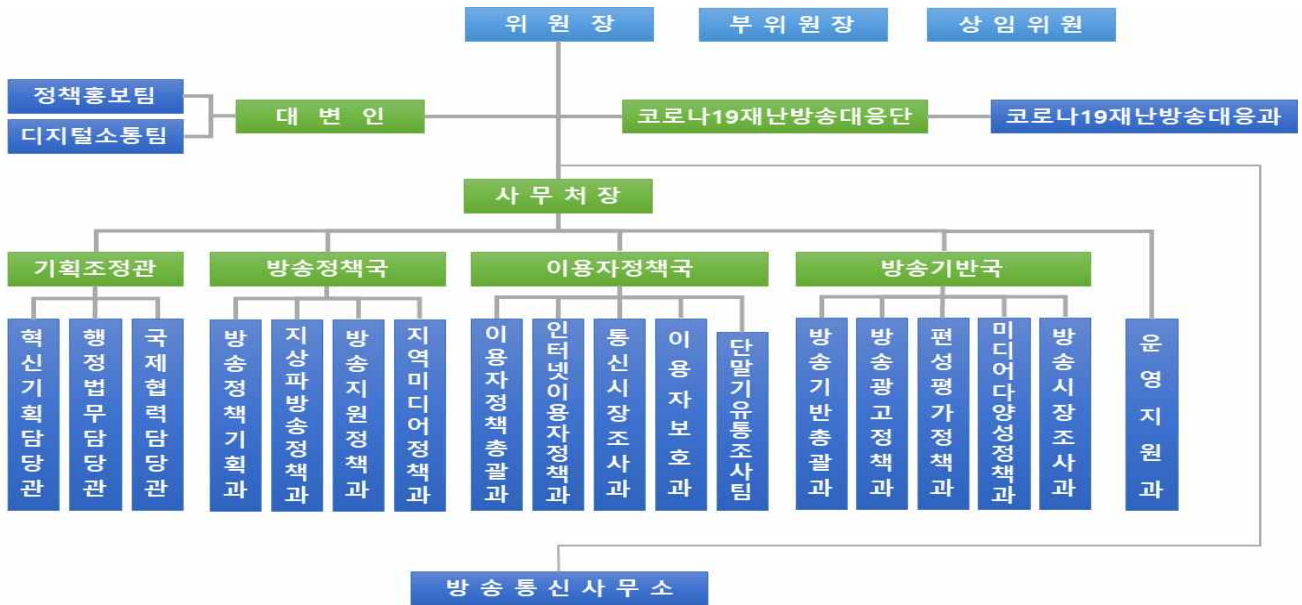 위 원 장
부 위 원 장
상 임 위 원
정책홍보팀
디지털소통팀
대 변 인
코로나19재난방송대응단
코로나19재난방송대응과
사 무 처 장
기획조정관
방송정책국
이용자정책국
방송기반국
혁신기획담당관
행정법무담당관
국제협력담당관
방송정책기획과
지상파방송정책과
방송지원정책과
지역미디어정책과
이용자정책총괄과
인터넷이용자정책과
통신시장조사과
이용자보호과
단말기유통조사팀
방송기반총괄과
방송광고정책과
편성평가정책과
미디어다양성정책과
방송시장조사과
운영지원과
방 송 통 신 사 무 소